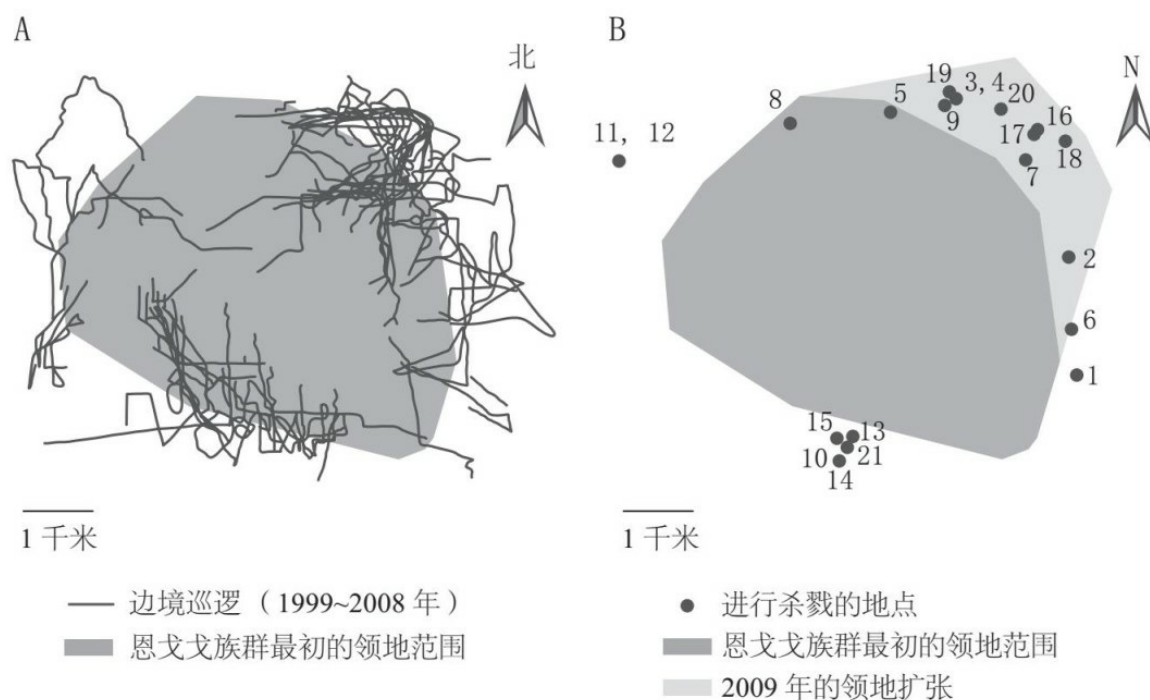 A
北
1 千米
边境巡逻（1999~2008 年）
恩戈戈族群最初的领地范围
B
N
19
3, 4
8
5
20
9
16
11, 12
17
18
7
2
6
1
15
13
10
21
14
1 千米
进行杀戮的地点
恩戈戈族群最初的领地范围
2009 年的领地扩张